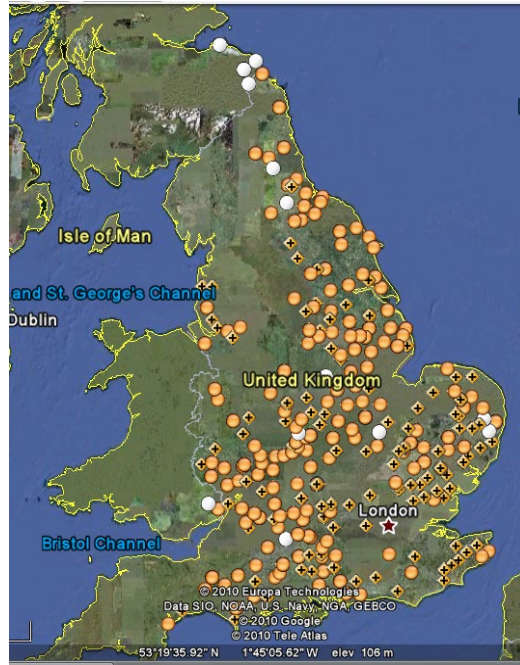 Isle of Man
and St. George's Channel
Dublin
United Kingdom
London
Bristol Channel
© 2010 Europa Technologies
Data SIO, NOAA, U.S. Navy, NGA, GEBCO
© 2010 Google
© 2010 Tele Atlas
53°19'35.92" N 1°45'05.62" W elev 106 m